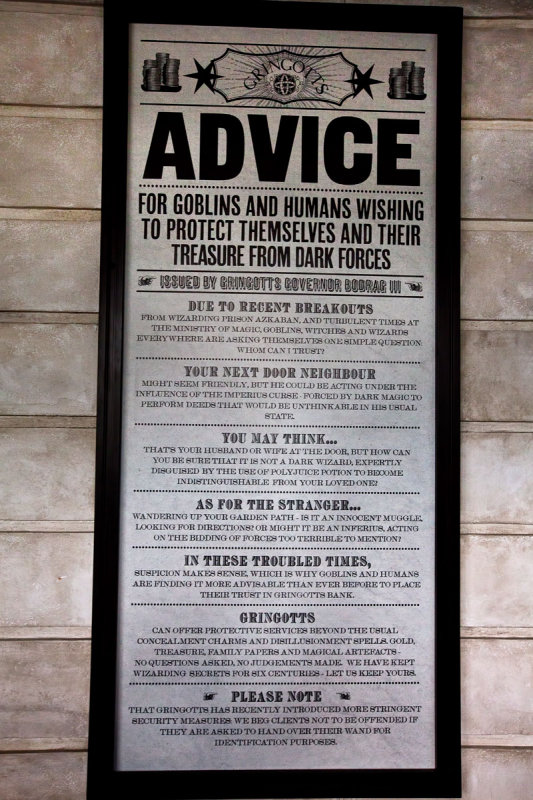 GRINGOTTS
ADVICE
FOR GOBLINS AND HUMANS WISHING
TO PROTECT THEMSELVES AND THEIR
TREASURE FROM DARK FORCES
ISSUED BY GRINGOTTS GOVERNOR BODRAG III
DUE TO RECENT BREAKOUTS
FROM WIZARDING PRISON AZKABAN, AND TURBULENT TIMES AT
THE MINISTRY OF MAGIC, GOBLINS, WITCHES AND WIZARDS
EVERYWHERE ARE ASKING THEMSELVES ONE SIMPLE QUESTION:
WHOM CAN I TRUST?
YOUR NEXT DOOR NEIGHBOUR
MIGHT SEEM FRIENDLY, BUT HE COULD BE ACTING UNDER THE
INFLUENCE OF THE IMPERIUS CURSE - FORCED BY DARK MAGIC TO
PERFORM DEEDS THAT WOULD BE UNTHINKABLE IN HIS USUAL
STATE.
YOU MAY THINK...
THAT'S YOUR HUSBAND OR WIFE AT THE DOOR, BUT HOW CAN
YOU BE SURE THAT IT IS NOT A DARK WIZARD, EXPERTLY
DISGUISED BY THE USE OF POLYJUICE POTION TO BECOME
INDISTINGUISHABLE FROM YOUR LOVED ONE?
AS FOR THE STRANGER...
WANDERING UP YOUR GARDEN PATH - IS IT AN INNOCENT MUGGLE,
LOOKING FOR DIRECTIONS? OR MIGHT IT BE AN INFERIUS, ACTING
ON THE BIDDING OF FORCES TOO TERRIBLE TO MENTION?
IN THESE TROUBLED TIMES,
SUSPICION MAKES SENSE, WHICH IS WHY GOBLINS AND HUMANS
ARE FINDING IT MORE ADVISABLE THAN EVER BEFORE TO PLACE
THEIR TRUST IN GRINGOTTS BANK.
GRINGOTTS
CAN OFFER PROTECTIVE SERVICES BEYOND THE USUAL
CONCEALMENT CHARMS AND DISILLUSIONMENT SPELLS. GOLD,
TREASURE, FAMILY PAPERS AND MAGICAL ARTEFACTS -
NO QUESTIONS ASKED, NO JUDGEMENTS MADE. WE HAVE KEPT
WIZARDING SECRETS FOR SIX CENTURIES - LET US KEEP YOURS.
PLEASE NOTE
THAT GRINGOTTS HAS RECENTLY INTRODUCED MORE STRINGENT
SECURITY MEASURES. WE BEG CLIENTS NOT TO BE OFFENDED IF
THEY ARE ASKED TO HAND OVER THEIR WAND FOR
IDENTIFICATION PURPOSES.